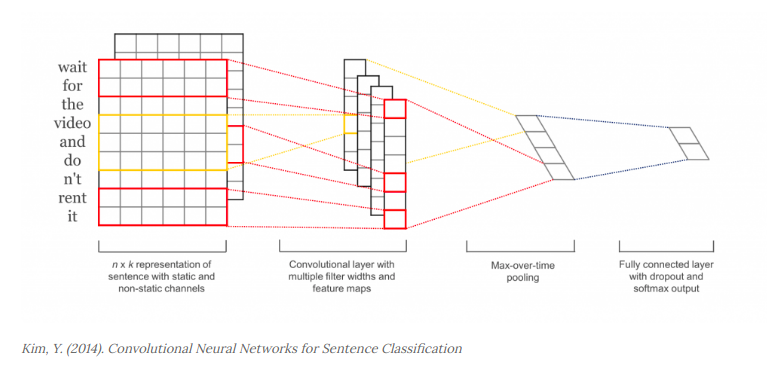 wait
for
the
video
and
do
n't
rent
it
n x k representation of
sentence with static and
non-static channels
Convolutional layer with
multiple filter widths and
feature maps
Max-over-time
pooling
Fully connected layer
with dropout and
softmax output
Kim, Y. (2014). Convolutional Neural Networks for Sentence Classification